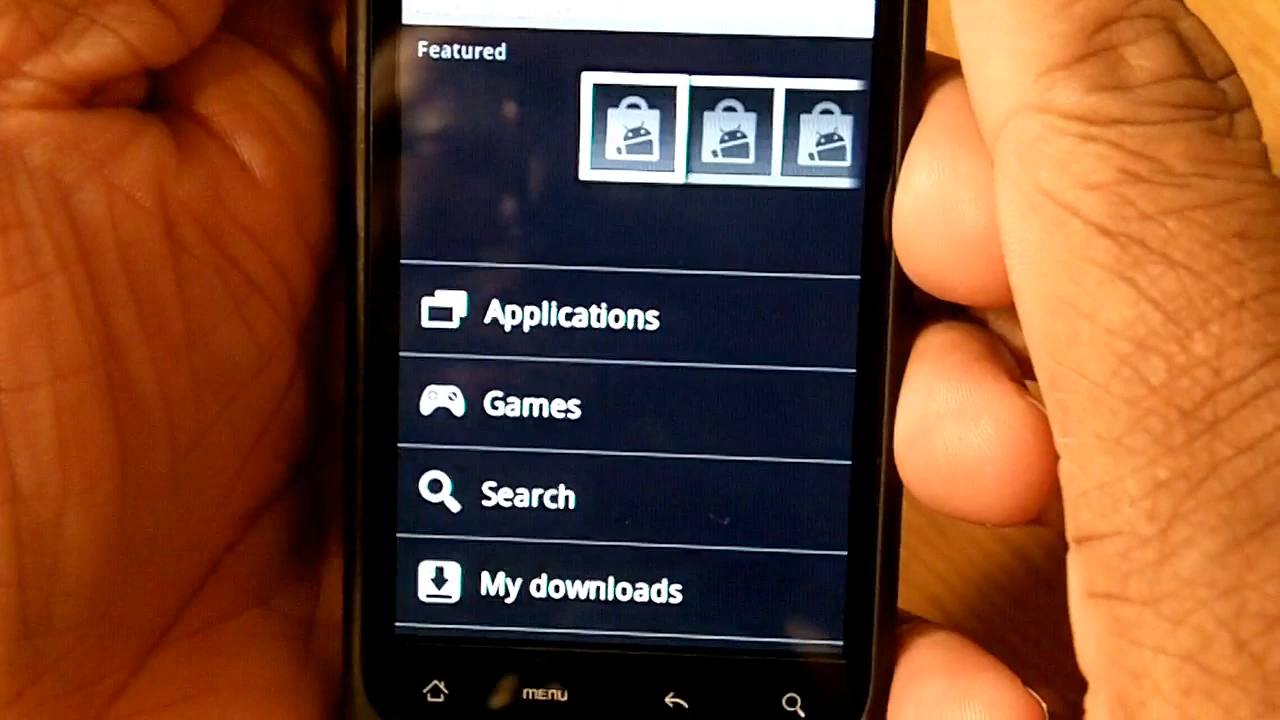 Featured
Applications
Games
Search
My downloads
MENU